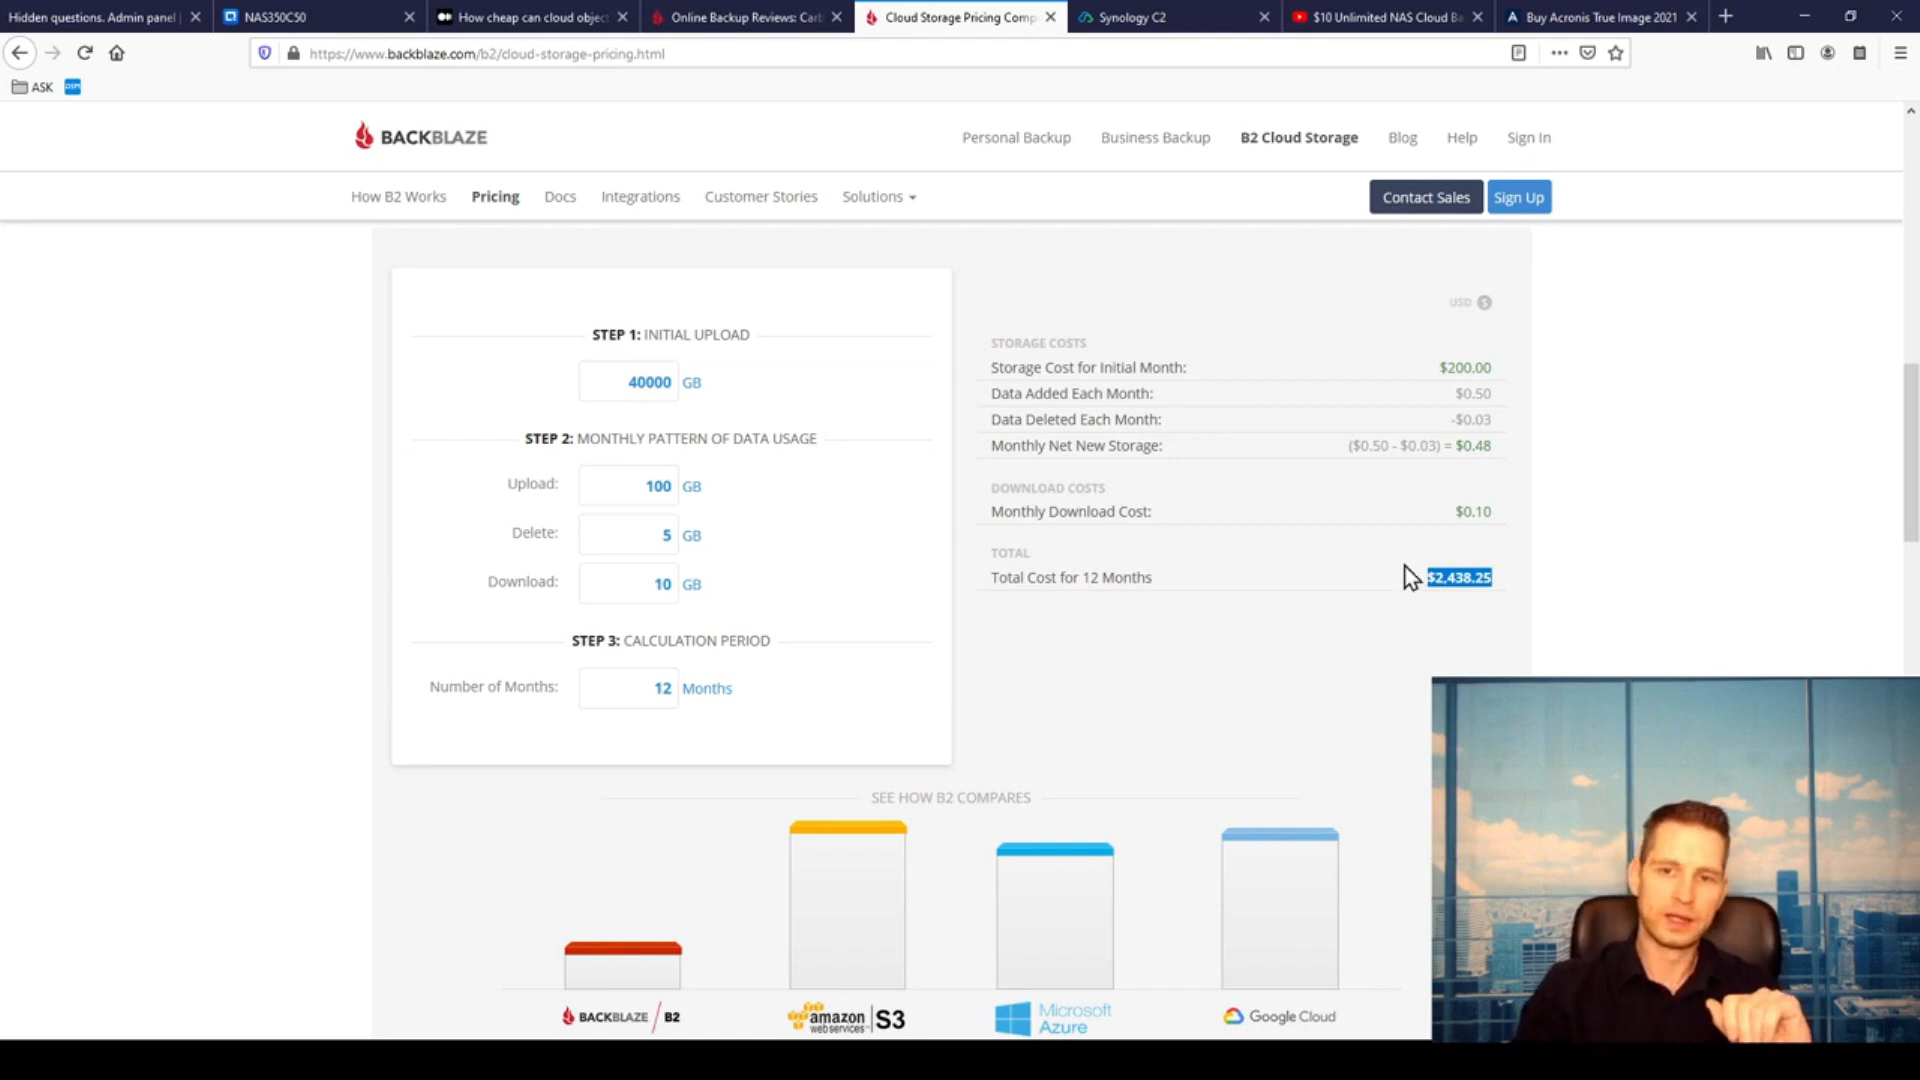 Hidden questions. Admin panel
NAS350C50
How cheap can cloud objec
Online Backup Reviews: Carb
Cloud Storage Pricing Comp
Synology C2
$10 Unlimited NAS Cloud Ba
Buy Acronis True Image 2021
https://www.backblaze.com/b2/cloud-storage-pricing.html
ASK
DSM
BACKBLAZE
Personal Backup
Business Backup
B2 Cloud Storage
Blog
Help
Sign In
How B2 Works
Pricing
Docs
Integrations
Customer Stories
Solutions
Contact Sales
Sign Up
STEP 1: INITIAL UPLOAD
40000 GB
STEP 2: MONTHLY PATTERN OF DATA USAGE
Upload: 100 GB
Delete: 5 GB
Download: 10 GB
STEP 3: CALCULATION PERIOD
Number of Months: 12 Months
USD $
STORAGE COSTS
Storage Cost for Initial Month: $200.00
Data Added Each Month: $0.50
Data Deleted Each Month: -$0.03
Monthly Net New Storage: ($0.50 - $0.03) = $0.48
DOWNLOAD COSTS
Monthly Download Cost: $0.10
TOTAL
Total Cost for 12 Months $2,438.25
SEE HOW B2 COMPARES
BACKBLAZE / B2
amazon webservices™ | S3
Microsoft Azure
Google Cloud